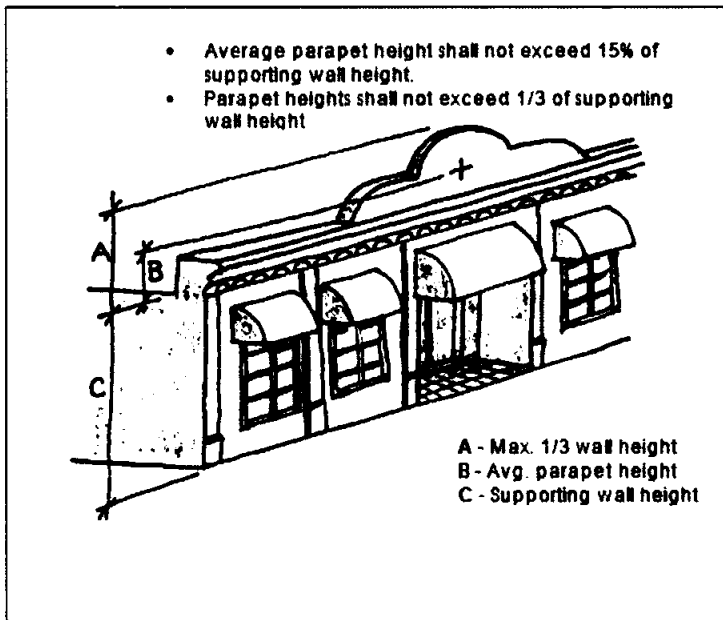 • Average parapet height shall not exceed 15% of
supporting wall height.
• Parapet heights shall not exceed 1/3 of supporting
wall height
A
B
C
A - Max. 1/3 wall height
B - Avg. parapet height
C - Supporting wall height